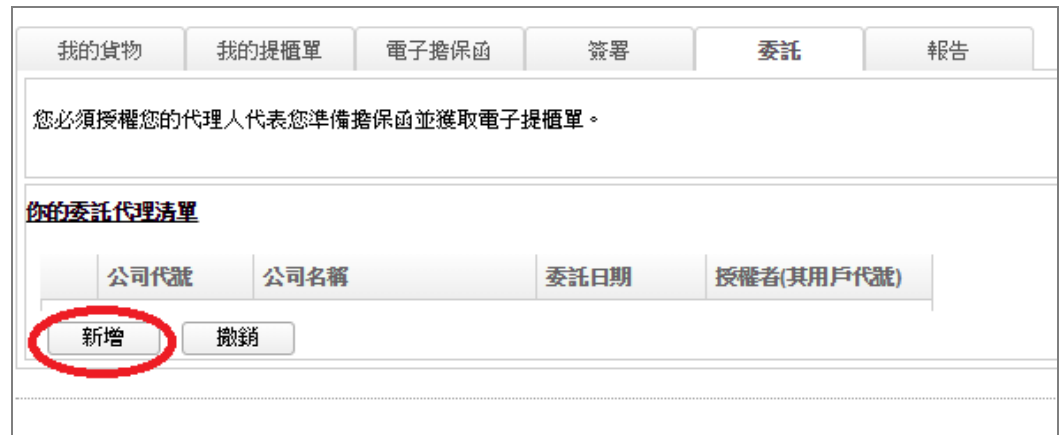 我的貨物 我的提櫃單 電子擔保函 簽署 委託 報告
您必須授權您的代理人代表您準備擔保函並獲取電子提櫃單。
你的委託代理清單
公司代號 公司名稱 委託日期 授權者(其用戶代號)
新增 撤銷